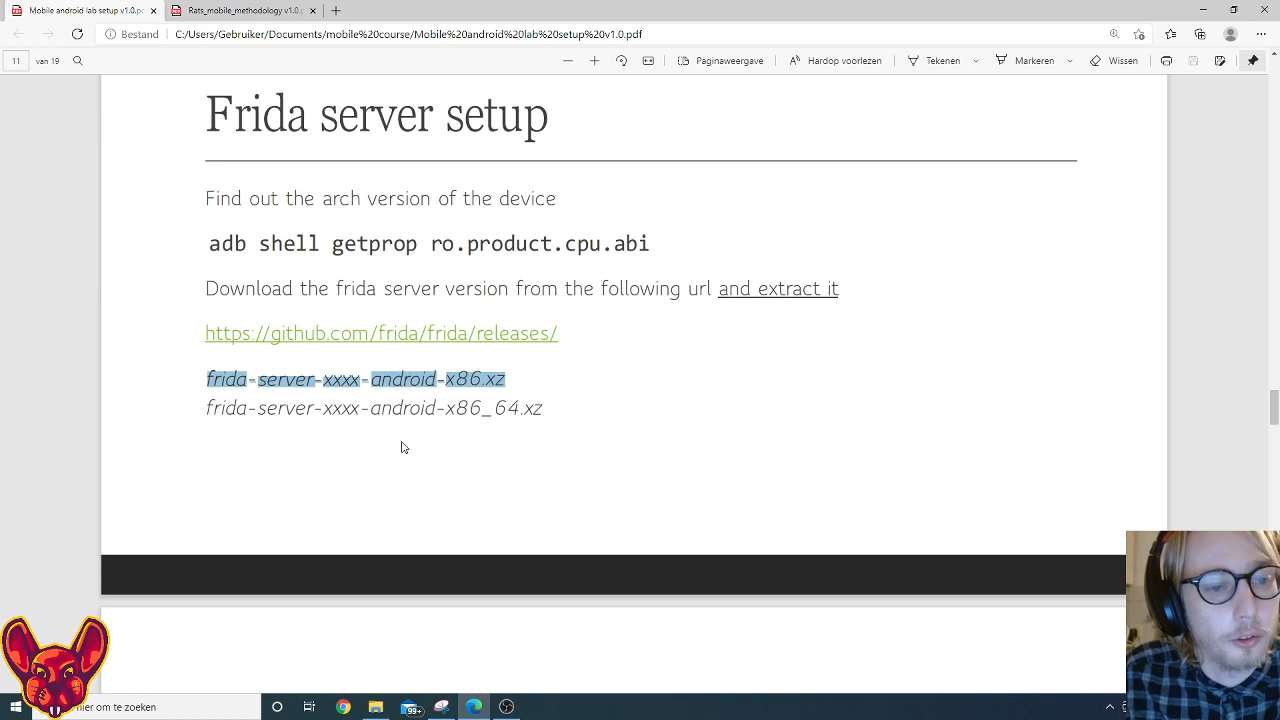 Mobile android lab setup v1.0.pd
Rats_mobile_methodology v1.0.p
Bestand
C:/Users/Gebruiker/Documents/mobile%20course/Mobile%20android%20lab%20setup%20v1.0.pdf
11
van 19
Paginaweergave
Hardop voorlezen
Tekenen
Markeren
Wissen
Frida server setup
Find out the arch version of the device
adb shell getprop ro.product.cpu.abi
Download the frida server version from the following url and extract it
https://github.com/frida/frida/releases/
frida-server-xxxx-android-x86.xz
frida-server-xxxx-android-x86_64.xz
hier om te zoeken
99+